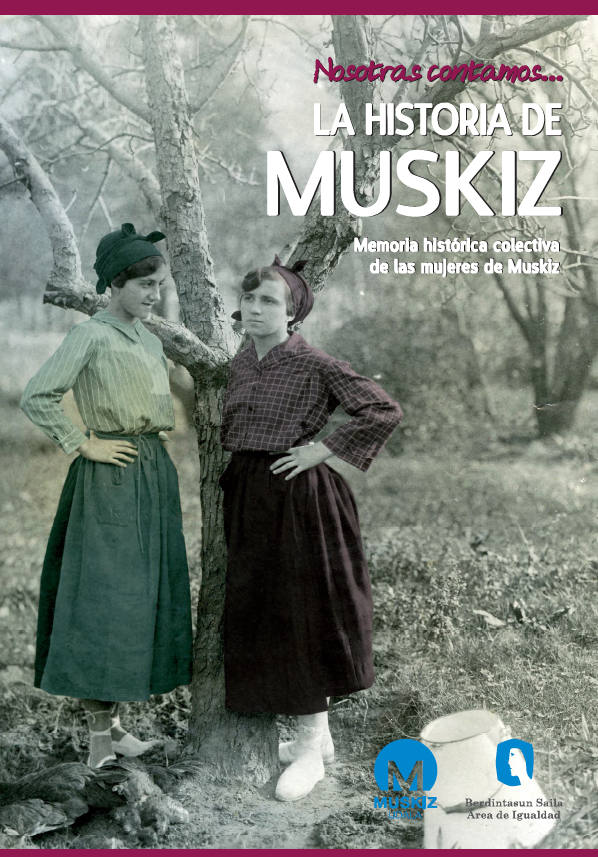 Nosotras contamos...
LA HISTORIA DE
MUSKIZ
Memoria histórica colectiva
de las mujeres de Muskiz
MUSKIZ
Berdintasun Saila
Area de Igualdad